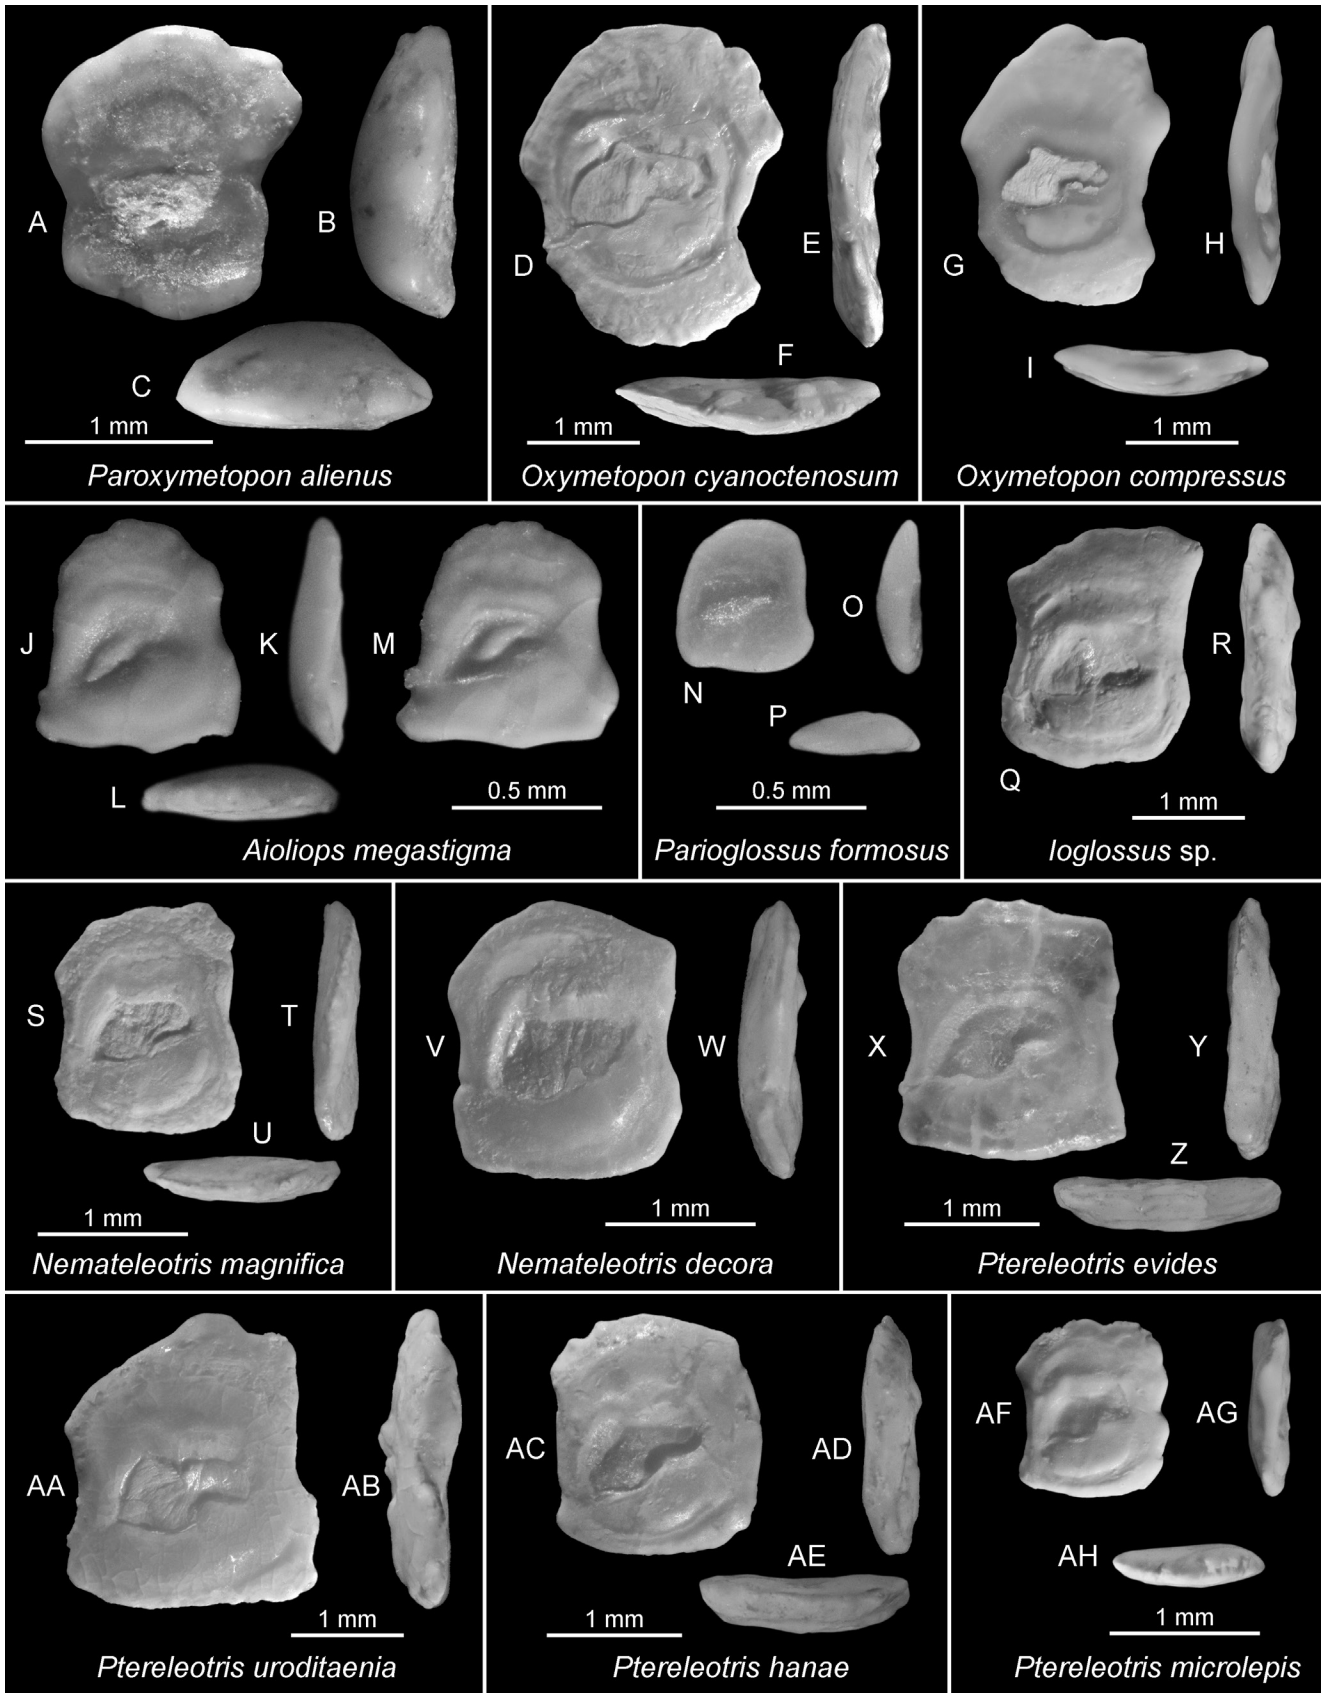 A
B
C
1 mm
Paroxymetopon alienus
D
E
F
1 mm
Oxymetopon cyanoctenosum
G
H
I
1 mm
Oxymetopon compressus
J
K
M
L
0.5 mm
Aioliops megastigma
N
O
P
0.5 mm
Parioglossus formosus
Q
R
1 mm
Ioglossus sp.
S
T
U
1 mm
Nemateleotris magnifica
V
W
1 mm
Nemateleotris decora
X
Y
Z
1 mm
Ptereleotris evides
AA
AB
1 mm
Ptereleotris uroditaenia
AC
AD
AE
1 mm
Ptereleotris hanae
AF
AG
AH
1 mm
Ptereleotris microlepis